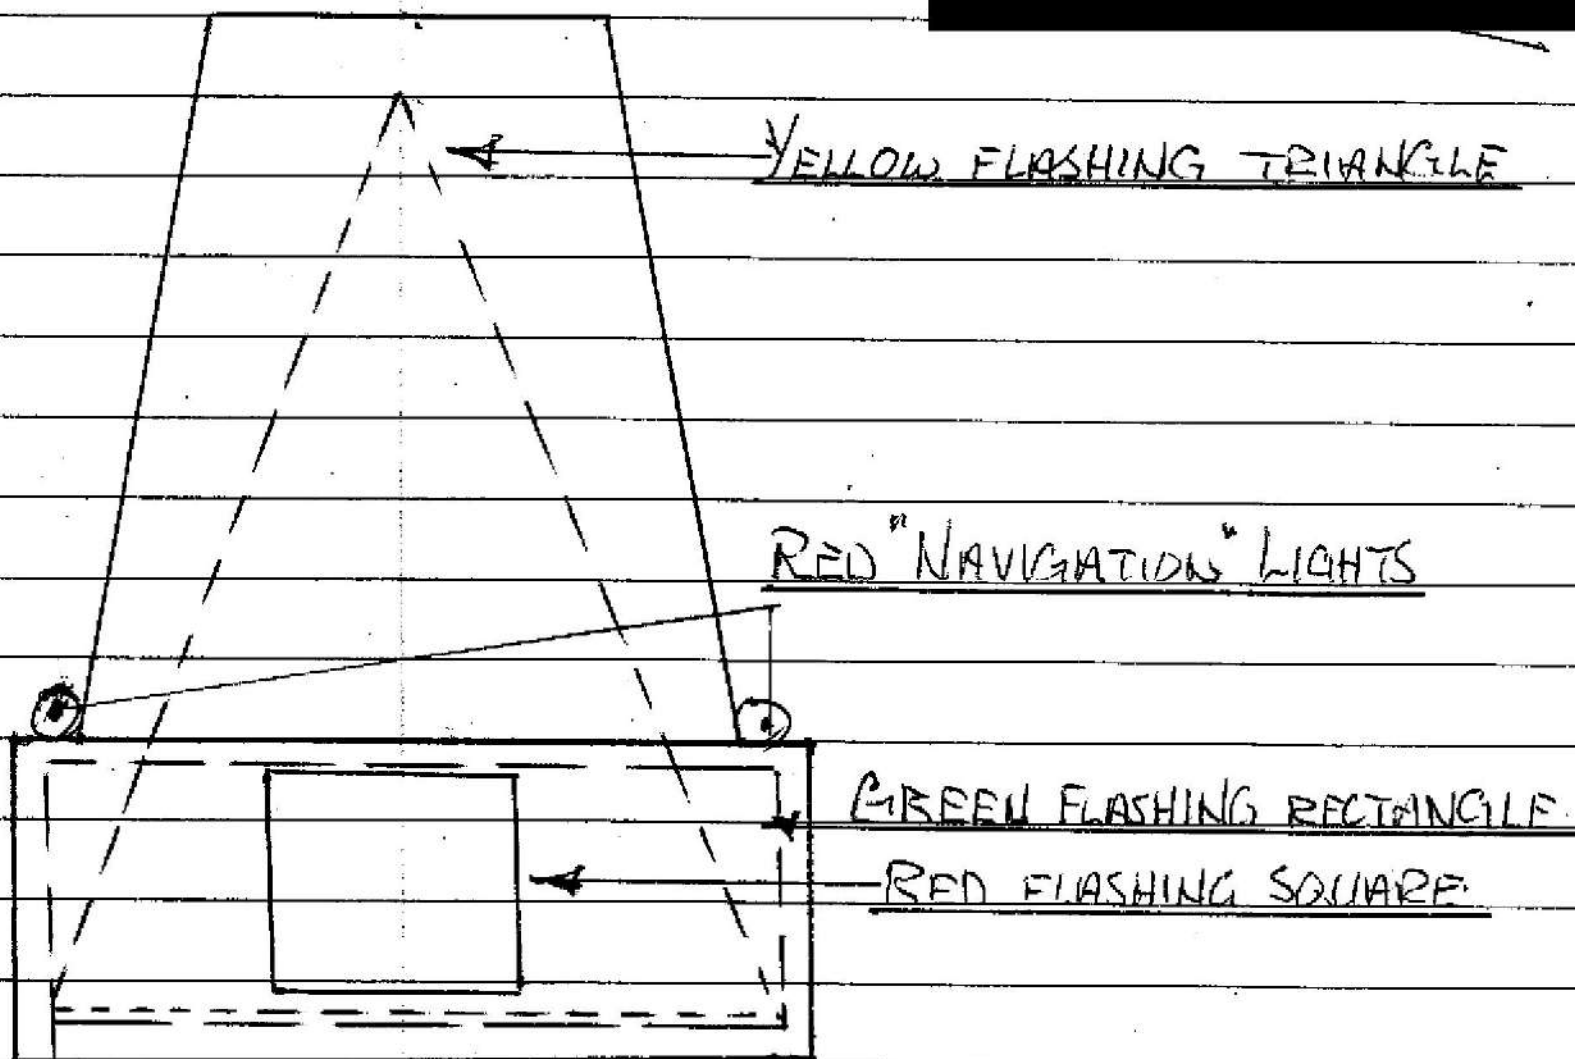 YELLOW FLASHING TRIANGLE
RED "NAVIGATION" LIGHTS
GREEN FLASHING RECTANGLE
RED FLASHING SQUARE